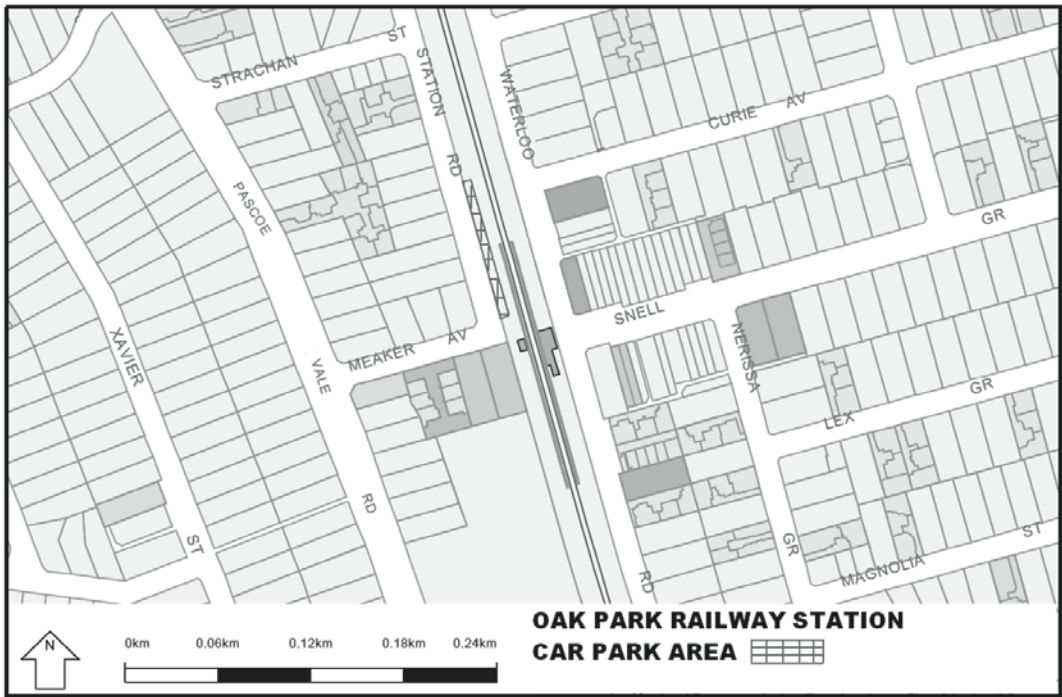 STRACHAN ST
STATION RD
WATERLOO RD
CURIE AV
PASCOE VALE RD
SNELL GR
NERISSA GR
MEAKER AV
XAVIER ST
LEX GR
MAGNOLIA ST
N
0km 0.06km 0.12km 0.18km 0.24km
OAK PARK RAILWAY STATION
CAR PARK AREA